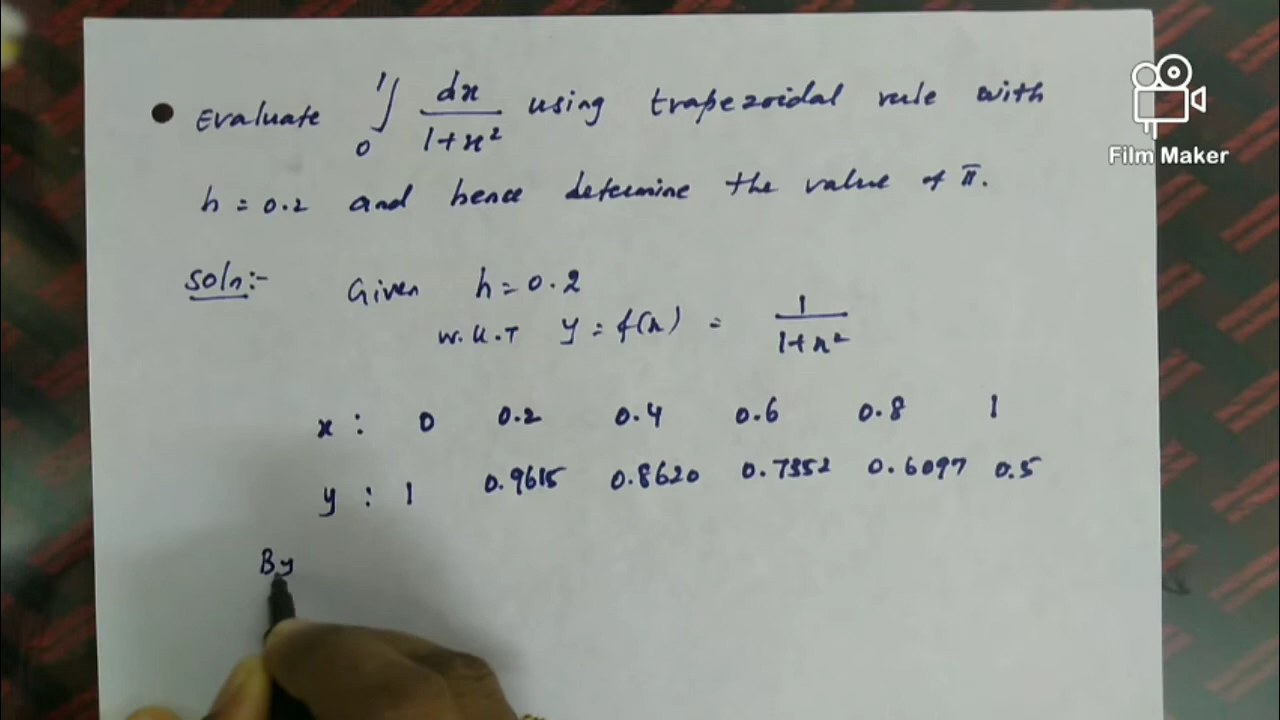 Evaluate ∫₀¹ dx/(1+x²) using trapezoidal rule with
h = 0.2 and hence determine the value of π.
Soln:- Given h = 0.2
W.K.T y = f(x) = 1/(1+x²)
x : 0 0.2 0.4 0.6 0.8 1
y : 1 0.9615 0.8620 0.7352 0.6097 0.5
By
Film Maker